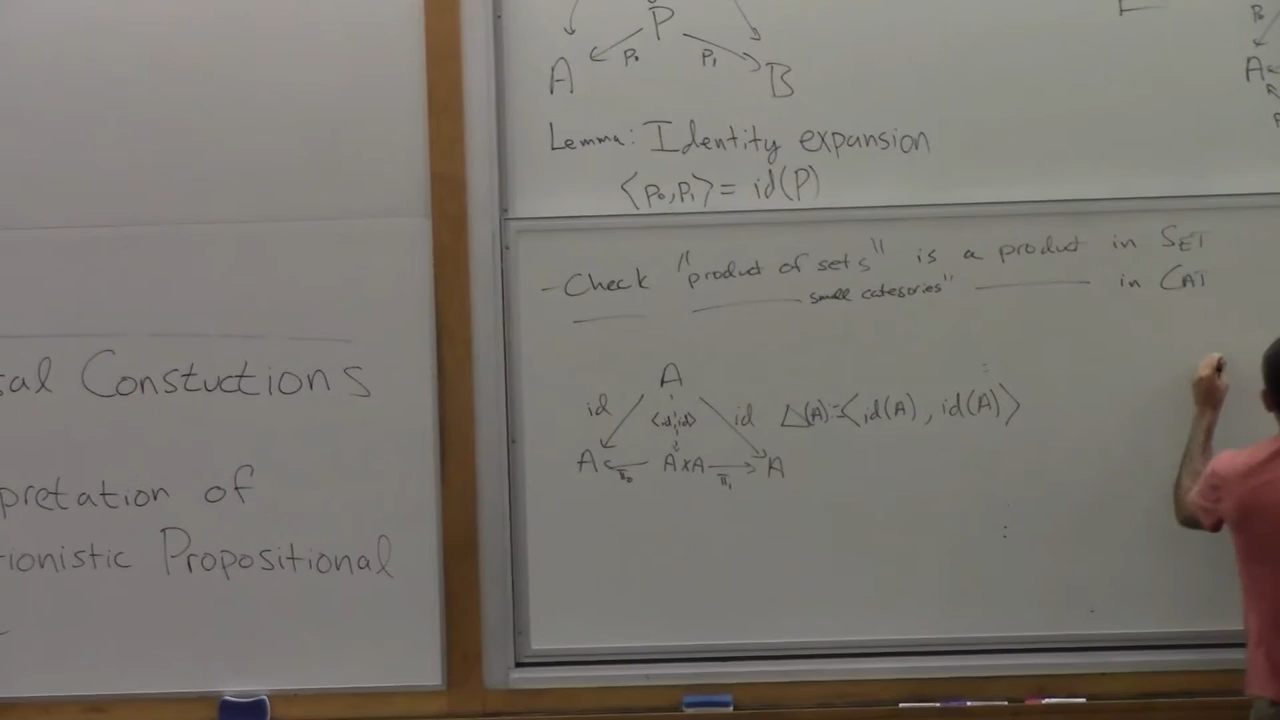 sal Constuctions
pretation of
tionistic Propositional
P
p₀ p₁
A B
Lemma: Identity expansion
⟨p₀,p₁⟩ = id(P)
- Check "product of sets" is a product in SET
small categories" in CAT
A
id ⟨id,id⟩ id Δ(A)=⟨id(A), id(A)⟩
A A×A A
π₀ π₁
B
A